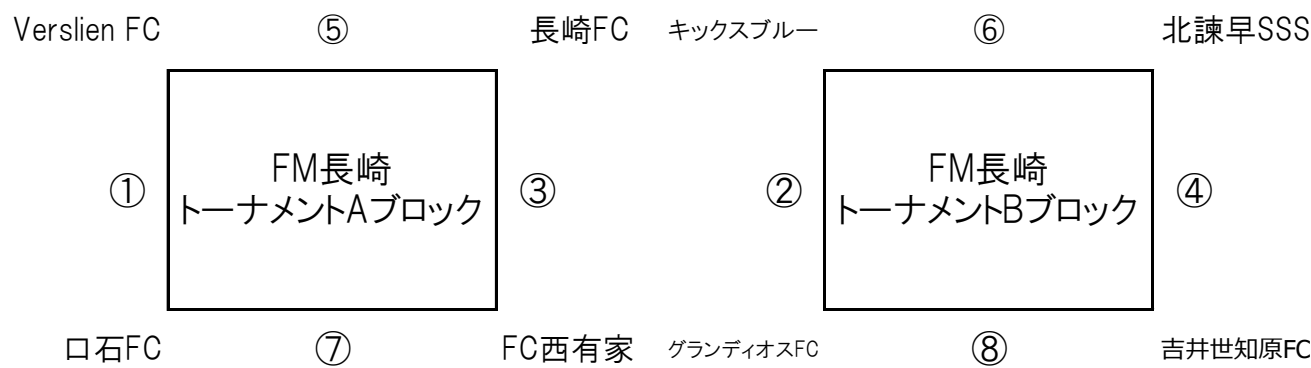 Verslien FC ⑤ 長崎FC キックスブルー ⑥ 北諫早SSS
FM長崎
トーナメントAブロック
① ③
FM長崎
トーナメントBブロック
② ④
口石FC ⑦ FC西有家 グランディオスFC ⑧ 吉井世知原FC